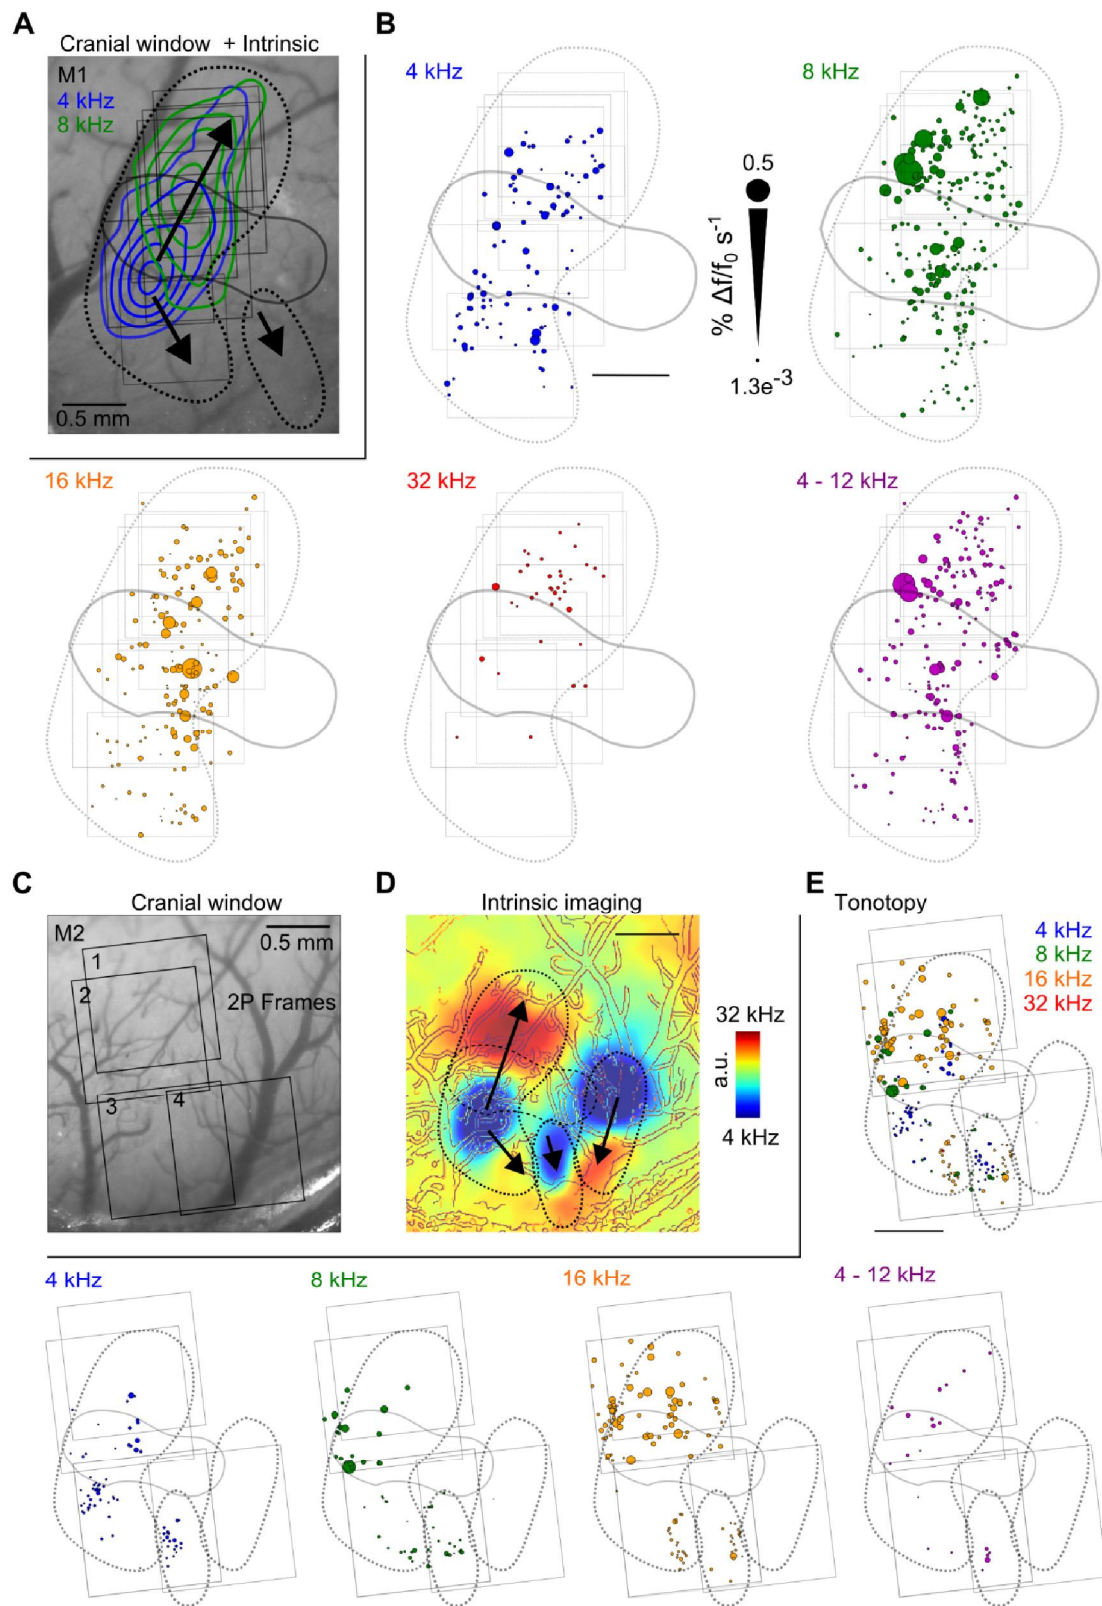 A
Cranial window + Intrinsic
M1
4 kHz
8 kHz
0.5 mm
B
4 kHz
8 kHz
0.5
% Δf/f₀ s⁻¹
1.3e⁻³
16 kHz
32 kHz
4 - 12 kHz
C
Cranial window
M2
0.5 mm
1
2
2P Frames
3
4
D
Intrinsic imaging
32 kHz
a.u.
4 kHz
E
Tonotopy
4 kHz
8 kHz
16 kHz
32 kHz
4 kHz
8 kHz
16 kHz
4 - 12 kHz